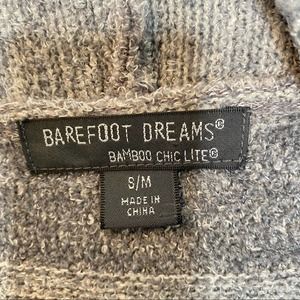 BAREFOOT DREAMS®
BAMBOO CHIC LITE®
S/M
MADE IN
CHINA